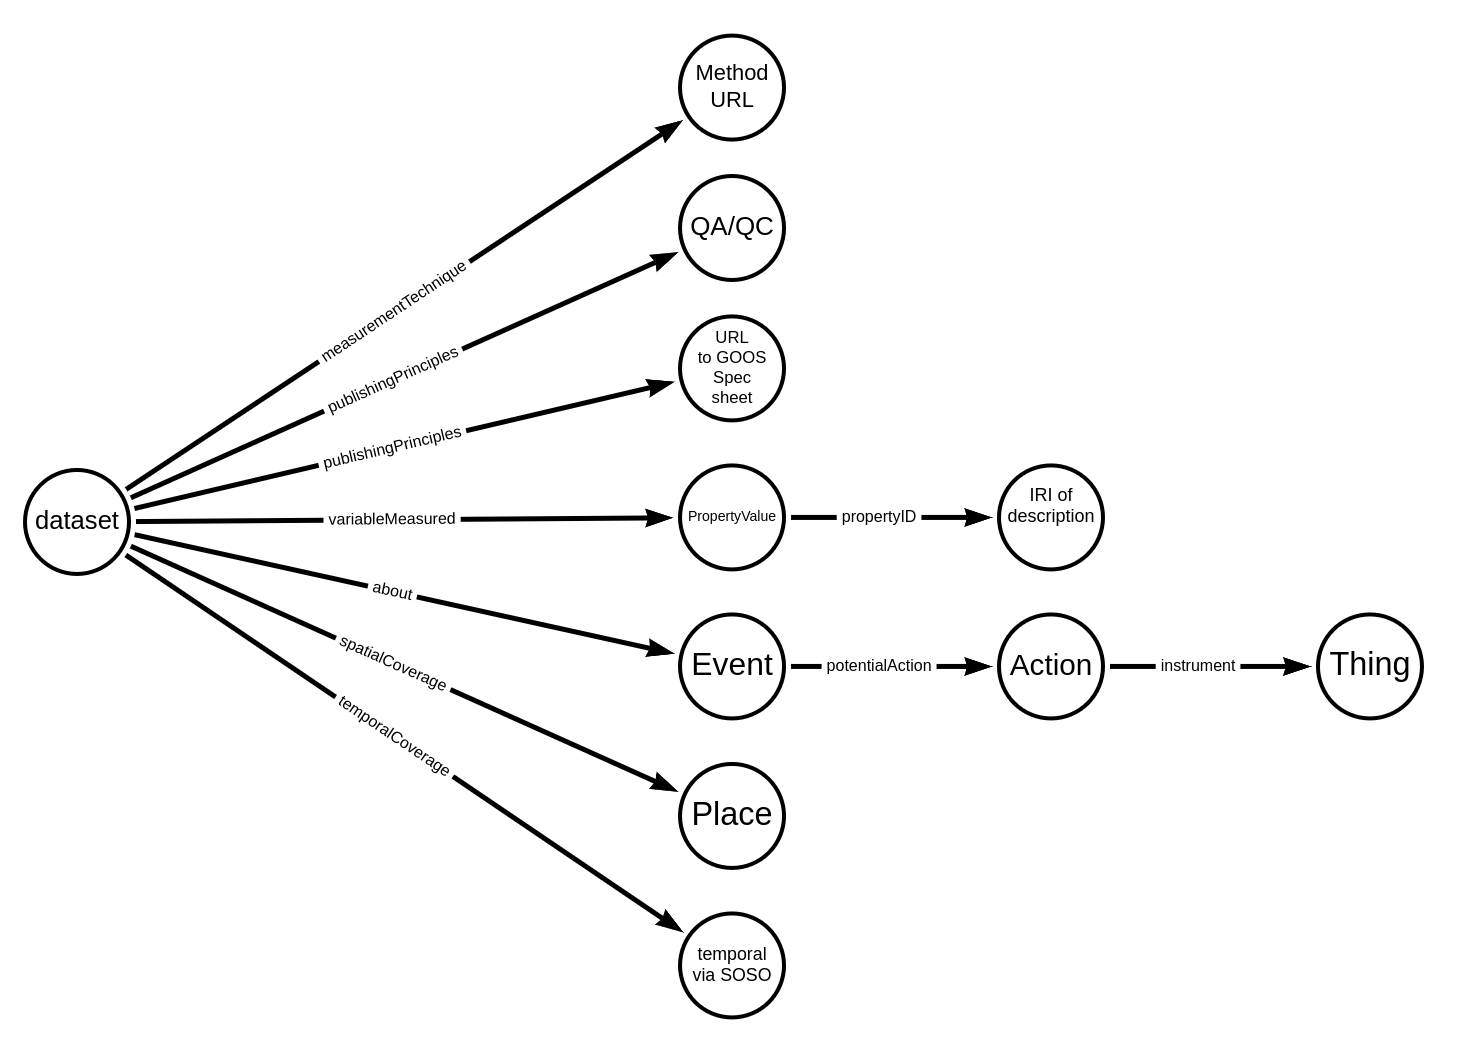 Method
URL
measurementTechnique
QA/QC
publishingPrinciples
URL
to GOOS
Spec
sheet
publishingPrinciples
dataset
variableMeasured
PropertyValue
propertyID
IRI of
description
about
Event
potentialAction
Action
instrument
Thing
spatialCoverage
Place
temporalCoverage
temporal
via SOSO